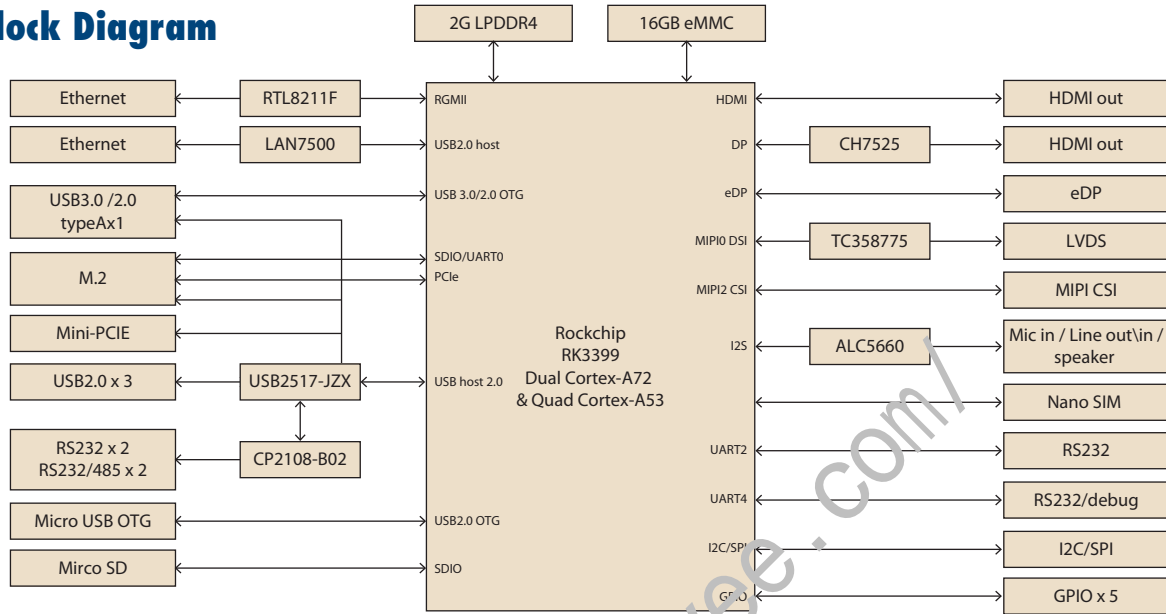 lock Diagram
2G LPDDR4
16GB eMMC
Ethernet
RTL8211F
RGMII
Ethernet
LAN7500
USB2.0 host
USB3.0 /2.0
typeAx1
USB 3.0/2.0 OTG
M.2
SDIO/UART0
PCIe
Mini-PCIE
USB2.0 x 3
USB2517-JZX
USB host 2.0
RS232 x 2
RS232/485 x 2
CP2108-B02
Micro USB OTG
USB2.0 OTG
Mirco SD
SDIO
Rockchip
RK3399
Dual Cortex-A72
& Quad Cortex-A53
HDMI
HDMI out
DP
CH7525
HDMI out
eDP
eDP
MIPI0 DSI
TC358775
LVDS
MIPI2 CSI
MIPI CSI
I2S
ALC5660
Mic in / Line out\in /
speaker
Nano SIM
UART2
RS232
UART4
RS232/debug
I2C/SPI
I2C/SPI
GPIO
GPIO x 5
ee.com/